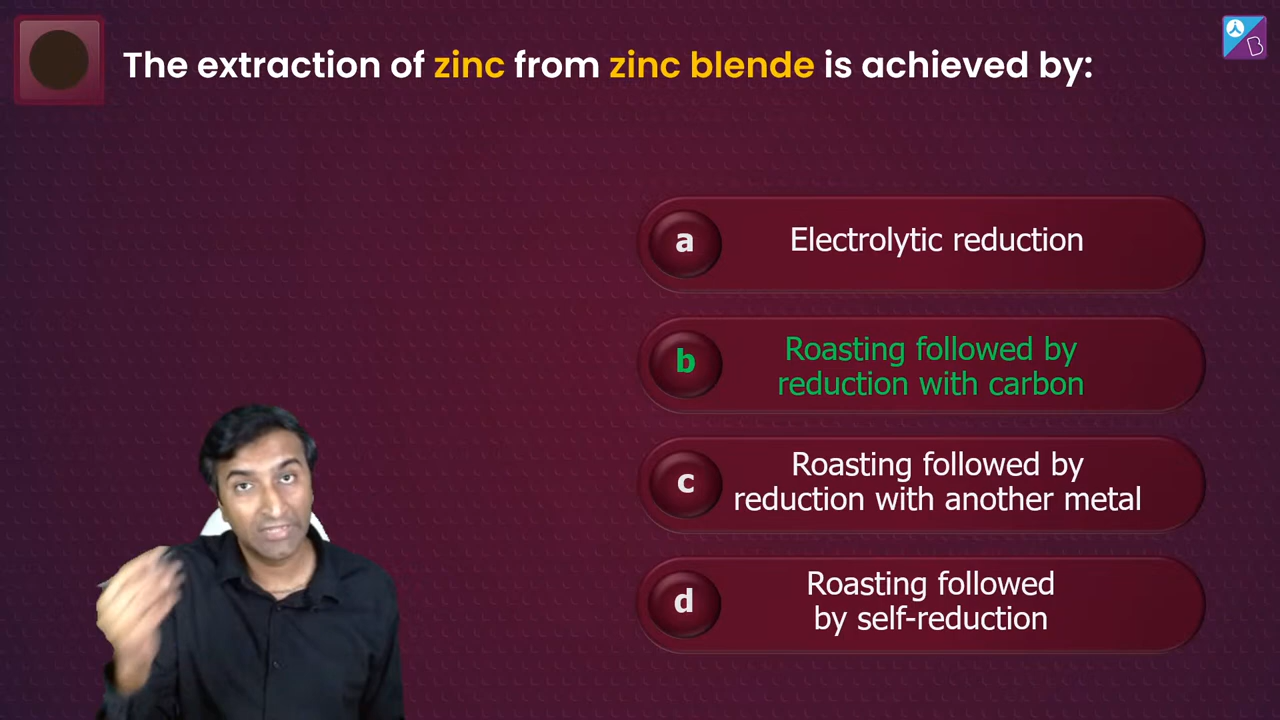 The extraction of zinc from zinc blende is achieved by:
B
a
Electrolytic reduction
b
Roasting followed by
reduction with carbon
c
Roasting followed by
reduction with another metal
d
Roasting followed
by self-reduction